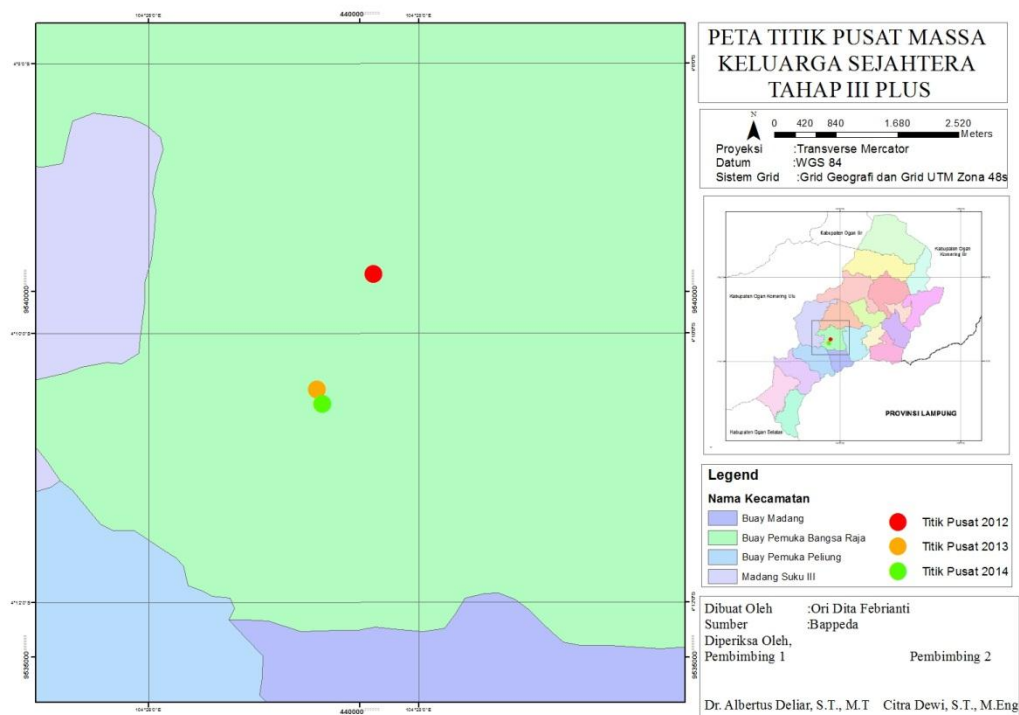 440000
9640000
9636000
440000
PETA TITIK PUSAT MASSA
KELUARGA SEJAHTERA
TAHAP III PLUS
N
0 420 840 1.680 2.520
Meters
Proyeksi :Transverse Mercator
Datum :WGS 84
Sistem Grid :Grid Geografi dan Grid UTM Zona 48s
Kabupaten Ogan Ilir
Kabupaten Ogan
Komering Ilir
Kabupaten Ogan Komering Ulu
PROVINSI LAMPUNG
Kabupaten Ogan Selatan
Legend
Nama Kecamatan
Buay Madang
Buay Pemuka Bangsa Raja
Buay Pemuka Peliung
Madang Suku III
Titik Pusat 2012
Titik Pusat 2013
Titik Pusat 2014
Dibuat Oleh :Ori Dita Febrianti
Sumber :Bappeda
Diperiksa Oleh,
Pembimbing 1 Pembimbing 2
Dr. Albertus Deliar, S.T., M.T Citra Dewi, S.T., M.Eng